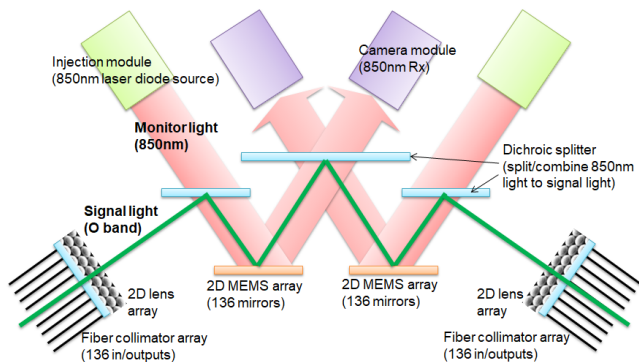 Injection module
(850nm laser diode source)
Camera module
(850nm Rx)
Monitor light
(850nm)
Dichroic splitter
(split/combine 850nm
light to signal light)
Signal light
(O band)
2D lens
array
2D MEMS array
(136 mirrors)
2D MEMS array
(136 mirrors)
2D lens
array
Fiber collimator array
(136 in/outputs)
Fiber collimator array
(136 in/outputs)